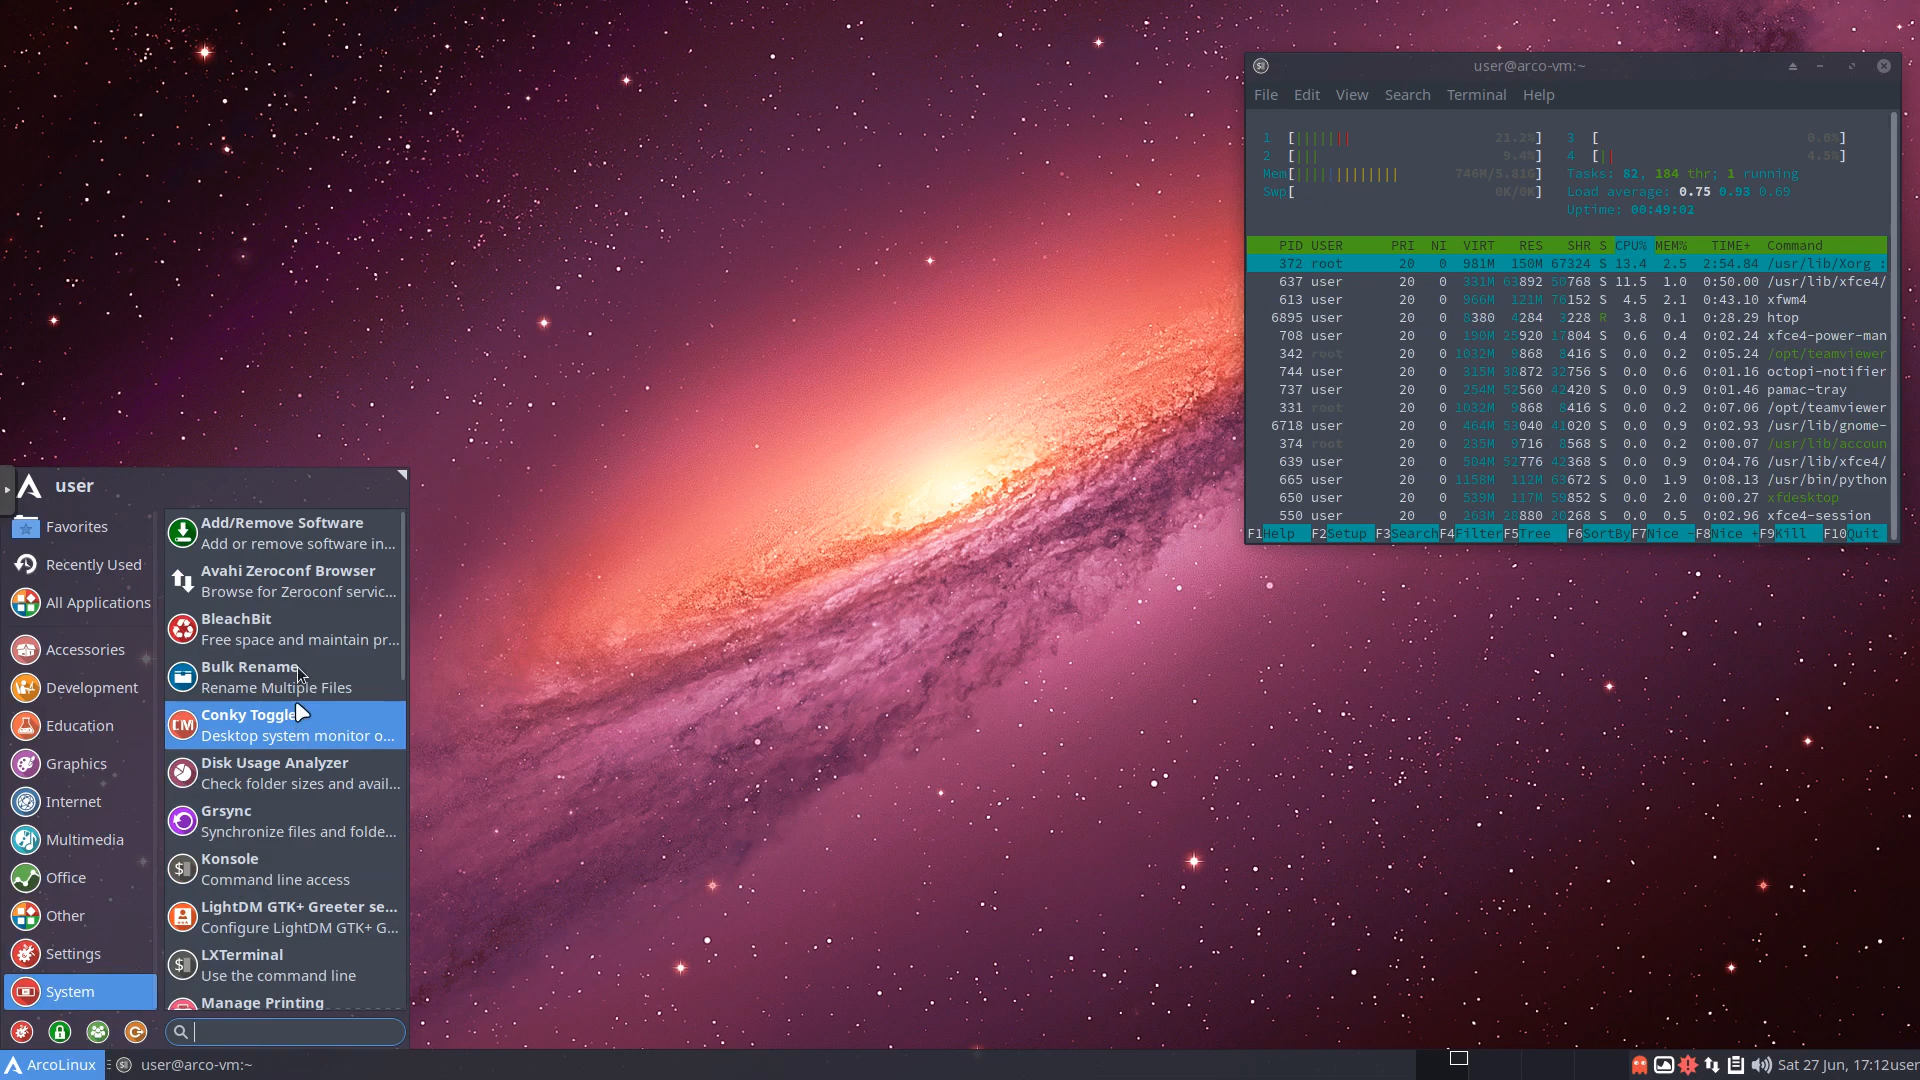 user@arco-vm:~
File Edit View Search Terminal Help
1 [|||||| 21.2%] 3 [ 0.0%]
2 [||| 9.4%] 4 [|| 4.5%]
Mem[||||||||||||| 746M/5.81G] Tasks: 82, 184 thr; 1 running
Swp[ 0K/0K] Load average: 0.75 0.93 0.69
Uptime: 00:49:02
PID USER PRI NI VIRT RES SHR S CPU% MEM% TIME+ Command
372 root 20 0 981M 150M 67324 S 13.4 2.5 2:54.84 /usr/lib/Xorg :
637 user 20 0 331M 63892 50768 S 11.5 1.0 0:50.00 /usr/lib/xfce4/
613 user 20 0 966M 121M 76152 S 4.5 2.1 0:43.10 xfwm4
6895 user 20 0 8380 4284 3228 R 3.8 0.1 0:28.29 htop
708 user 20 0 190M 25920 17804 S 0.6 0.4 0:02.24 xfce4-power-man
342 root 20 0 1032M 9868 8416 S 0.0 0.2 0:05.24 /opt/teamviewer
744 user 20 0 315M 38872 32756 S 0.0 0.6 0:01.16 octopi-notifier
737 user 20 0 254M 52560 42420 S 0.0 0.9 0:01.46 pamac-tray
331 root 20 0 1032M 9868 8416 S 0.0 0.2 0:07.06 /opt/teamviewer
6718 user 20 0 464M 53040 41020 S 0.0 0.9 0:02.93 /usr/lib/gnome-
374 root 20 0 235M 9716 8568 S 0.0 0.2 0:00.07 /usr/lib/accoun
639 user 20 0 504M 52776 42368 S 0.0 0.9 0:04.76 /usr/lib/xfce4/
665 user 20 0 1158M 112M 63672 S 0.0 1.9 0:08.13 /usr/bin/python
650 user 20 0 539M 117M 59852 S 0.0 2.0 0:00.27 xfdesktop
550 user 20 0 263M 28880 20268 S 0.0 0.5 0:02.96 xfce4-session
F1Help F2Setup F3SearchF4FilterF5Tree F6SortByF7Nice -F8Nice +F9Kill F10Quit
user
Favorites
Recently Used
All Applications
Accessories
Development
Education
Graphics
Internet
Multimedia
Office
Other
Settings
System
Add/Remove Software
Add or remove software in...
Avahi Zeroconf Browser
Browse for Zeroconf servic...
BleachBit
Free space and maintain pr...
Bulk Rename
Rename Multiple Files
Conky Toggle
Desktop system monitor o...
Disk Usage Analyzer
Check folder sizes and avail...
Grsync
Synchronize files and folde...
Konsole
Command line access
LightDM GTK+ Greeter se...
Configure LightDM GTK+ G...
LXTerminal
Use the command line
Manage Printing
ArcoLinux user@arco-vm:~ Sat 27 Jun, 17:12 user